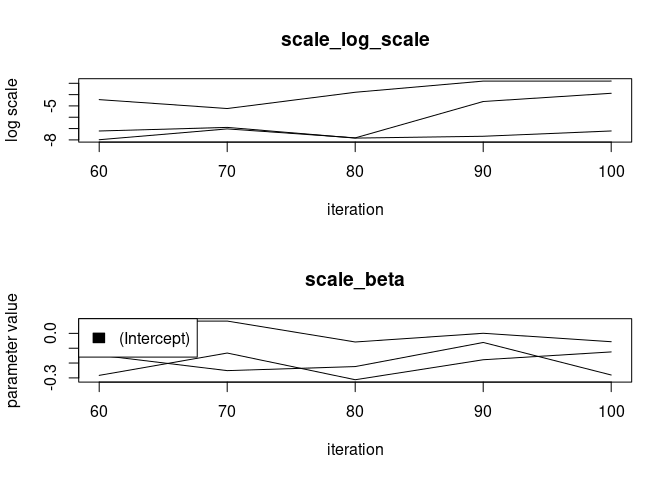 scale_log_scale
log scale
-5
-8
60 70 80 90 100
iteration
scale_beta
parameter value
0.0
-0.3
(Intercept)
60 70 80 90 100
iteration